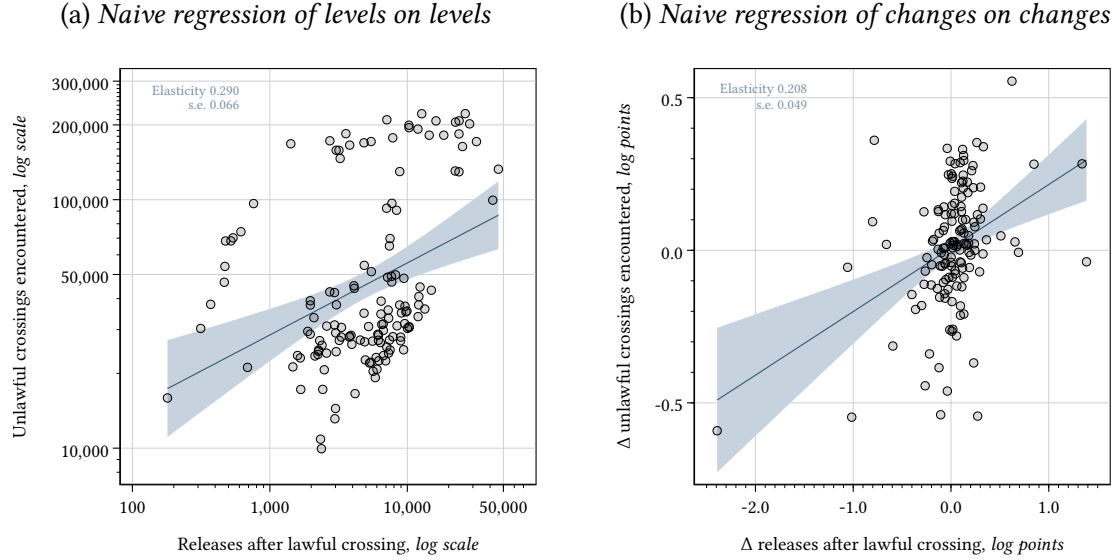 (a) Naive regression of levels on levels
Unlawful crossings encountered, log scale
300,000
200,000
100,000
50,000
10,000
Elasticity 0.290
s.e. 0.066
100
1,000
10,000
50,000
Releases after lawful crossing, log scale
(b) Naive regression of changes on changes
Δ unlawful crossings encountered, log points
0.5
0.0
-0.5
Elasticity 0.208
s.e. 0.049
-2.0
-1.0
0.0
1.0
Δ releases after lawful crossing, log points